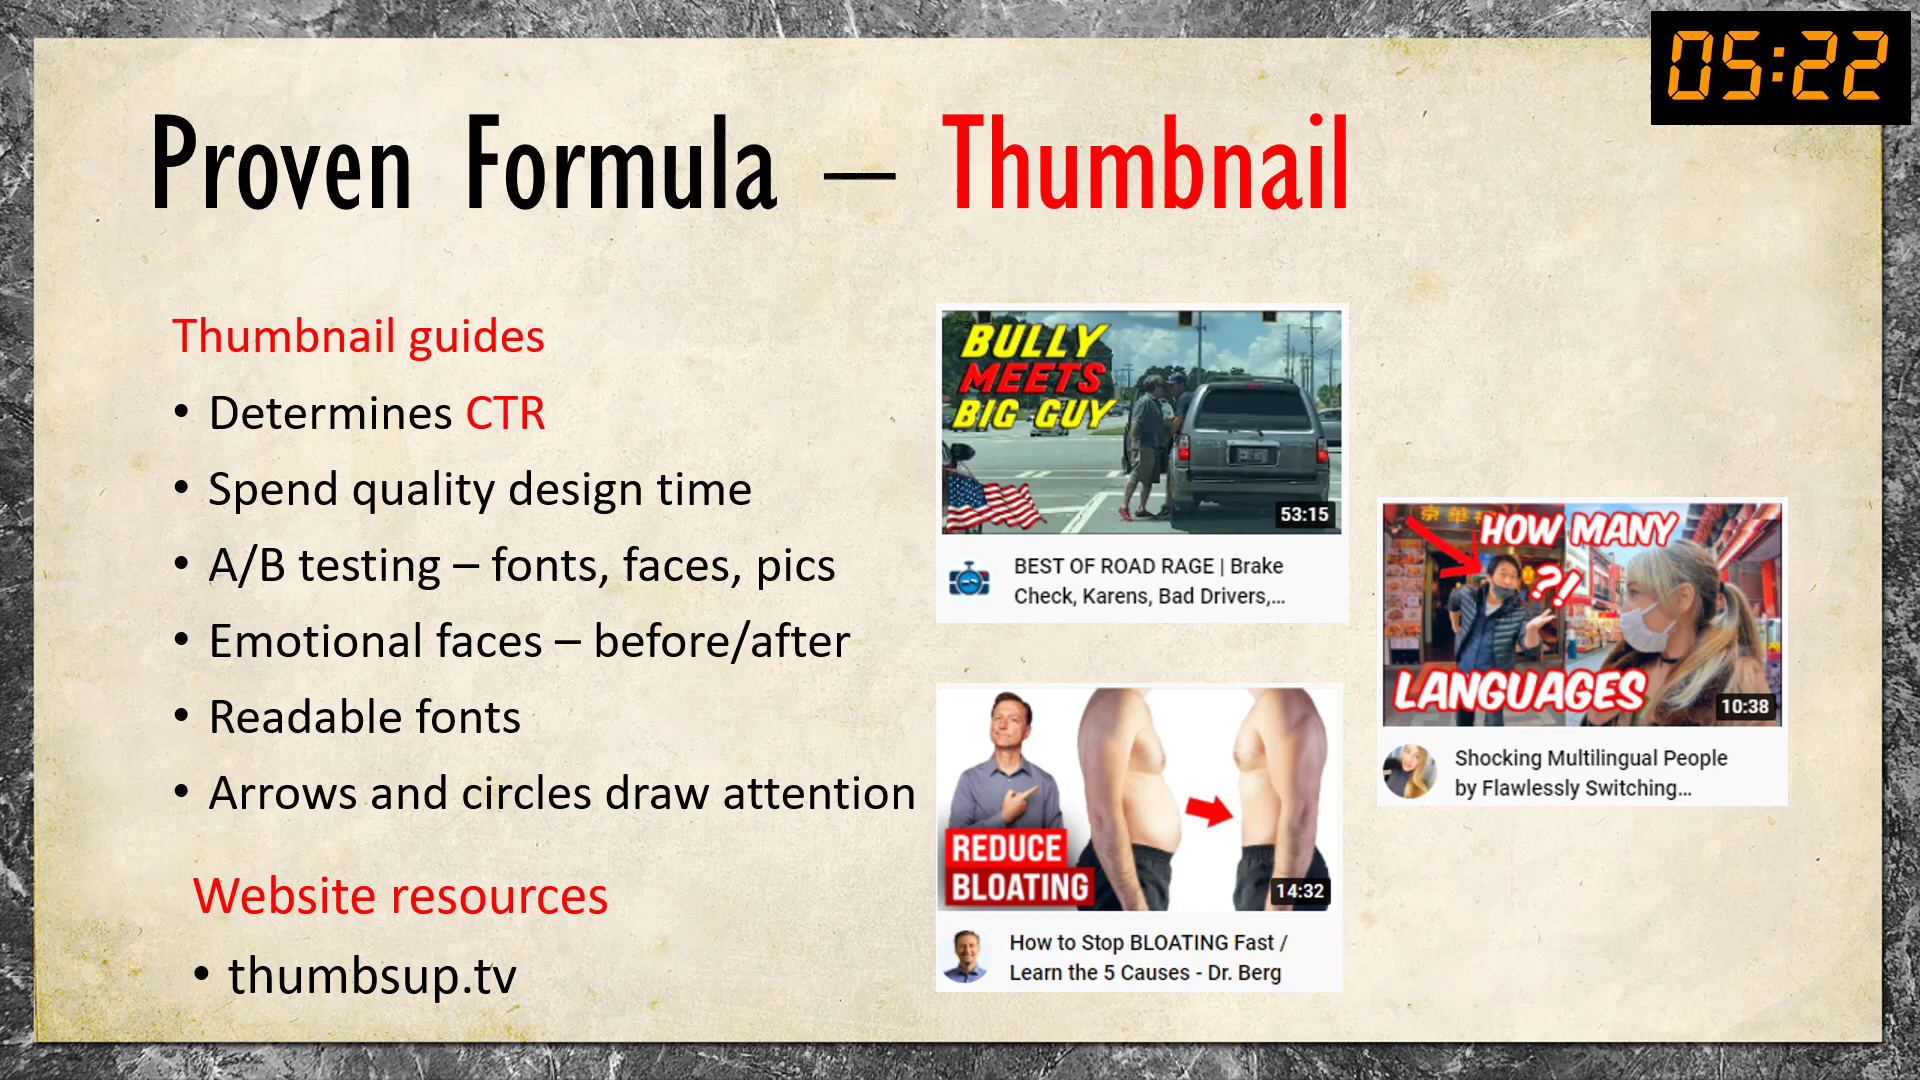 05:22
Proven Formula – Thumbnail
Thumbnail guides
• Determines CTR
• Spend quality design time
• A/B testing – fonts, faces, pics
• Emotional faces – before/after
• Readable fonts
• Arrows and circles draw attention
Website resources
• thumbsup.tv
BULLY
MEETS
BIG GUY
53:15
BEST OF ROAD RAGE | Brake
Check, Karens, Bad Drivers,...
REDUCE
BLOATING
14:32
How to Stop BLOATING Fast /
Learn the 5 Causes - Dr. Berg
京華
HOW MANY
?!
LANGUAGES
10:38
Shocking Multilingual People
by Flawlessly Switching...